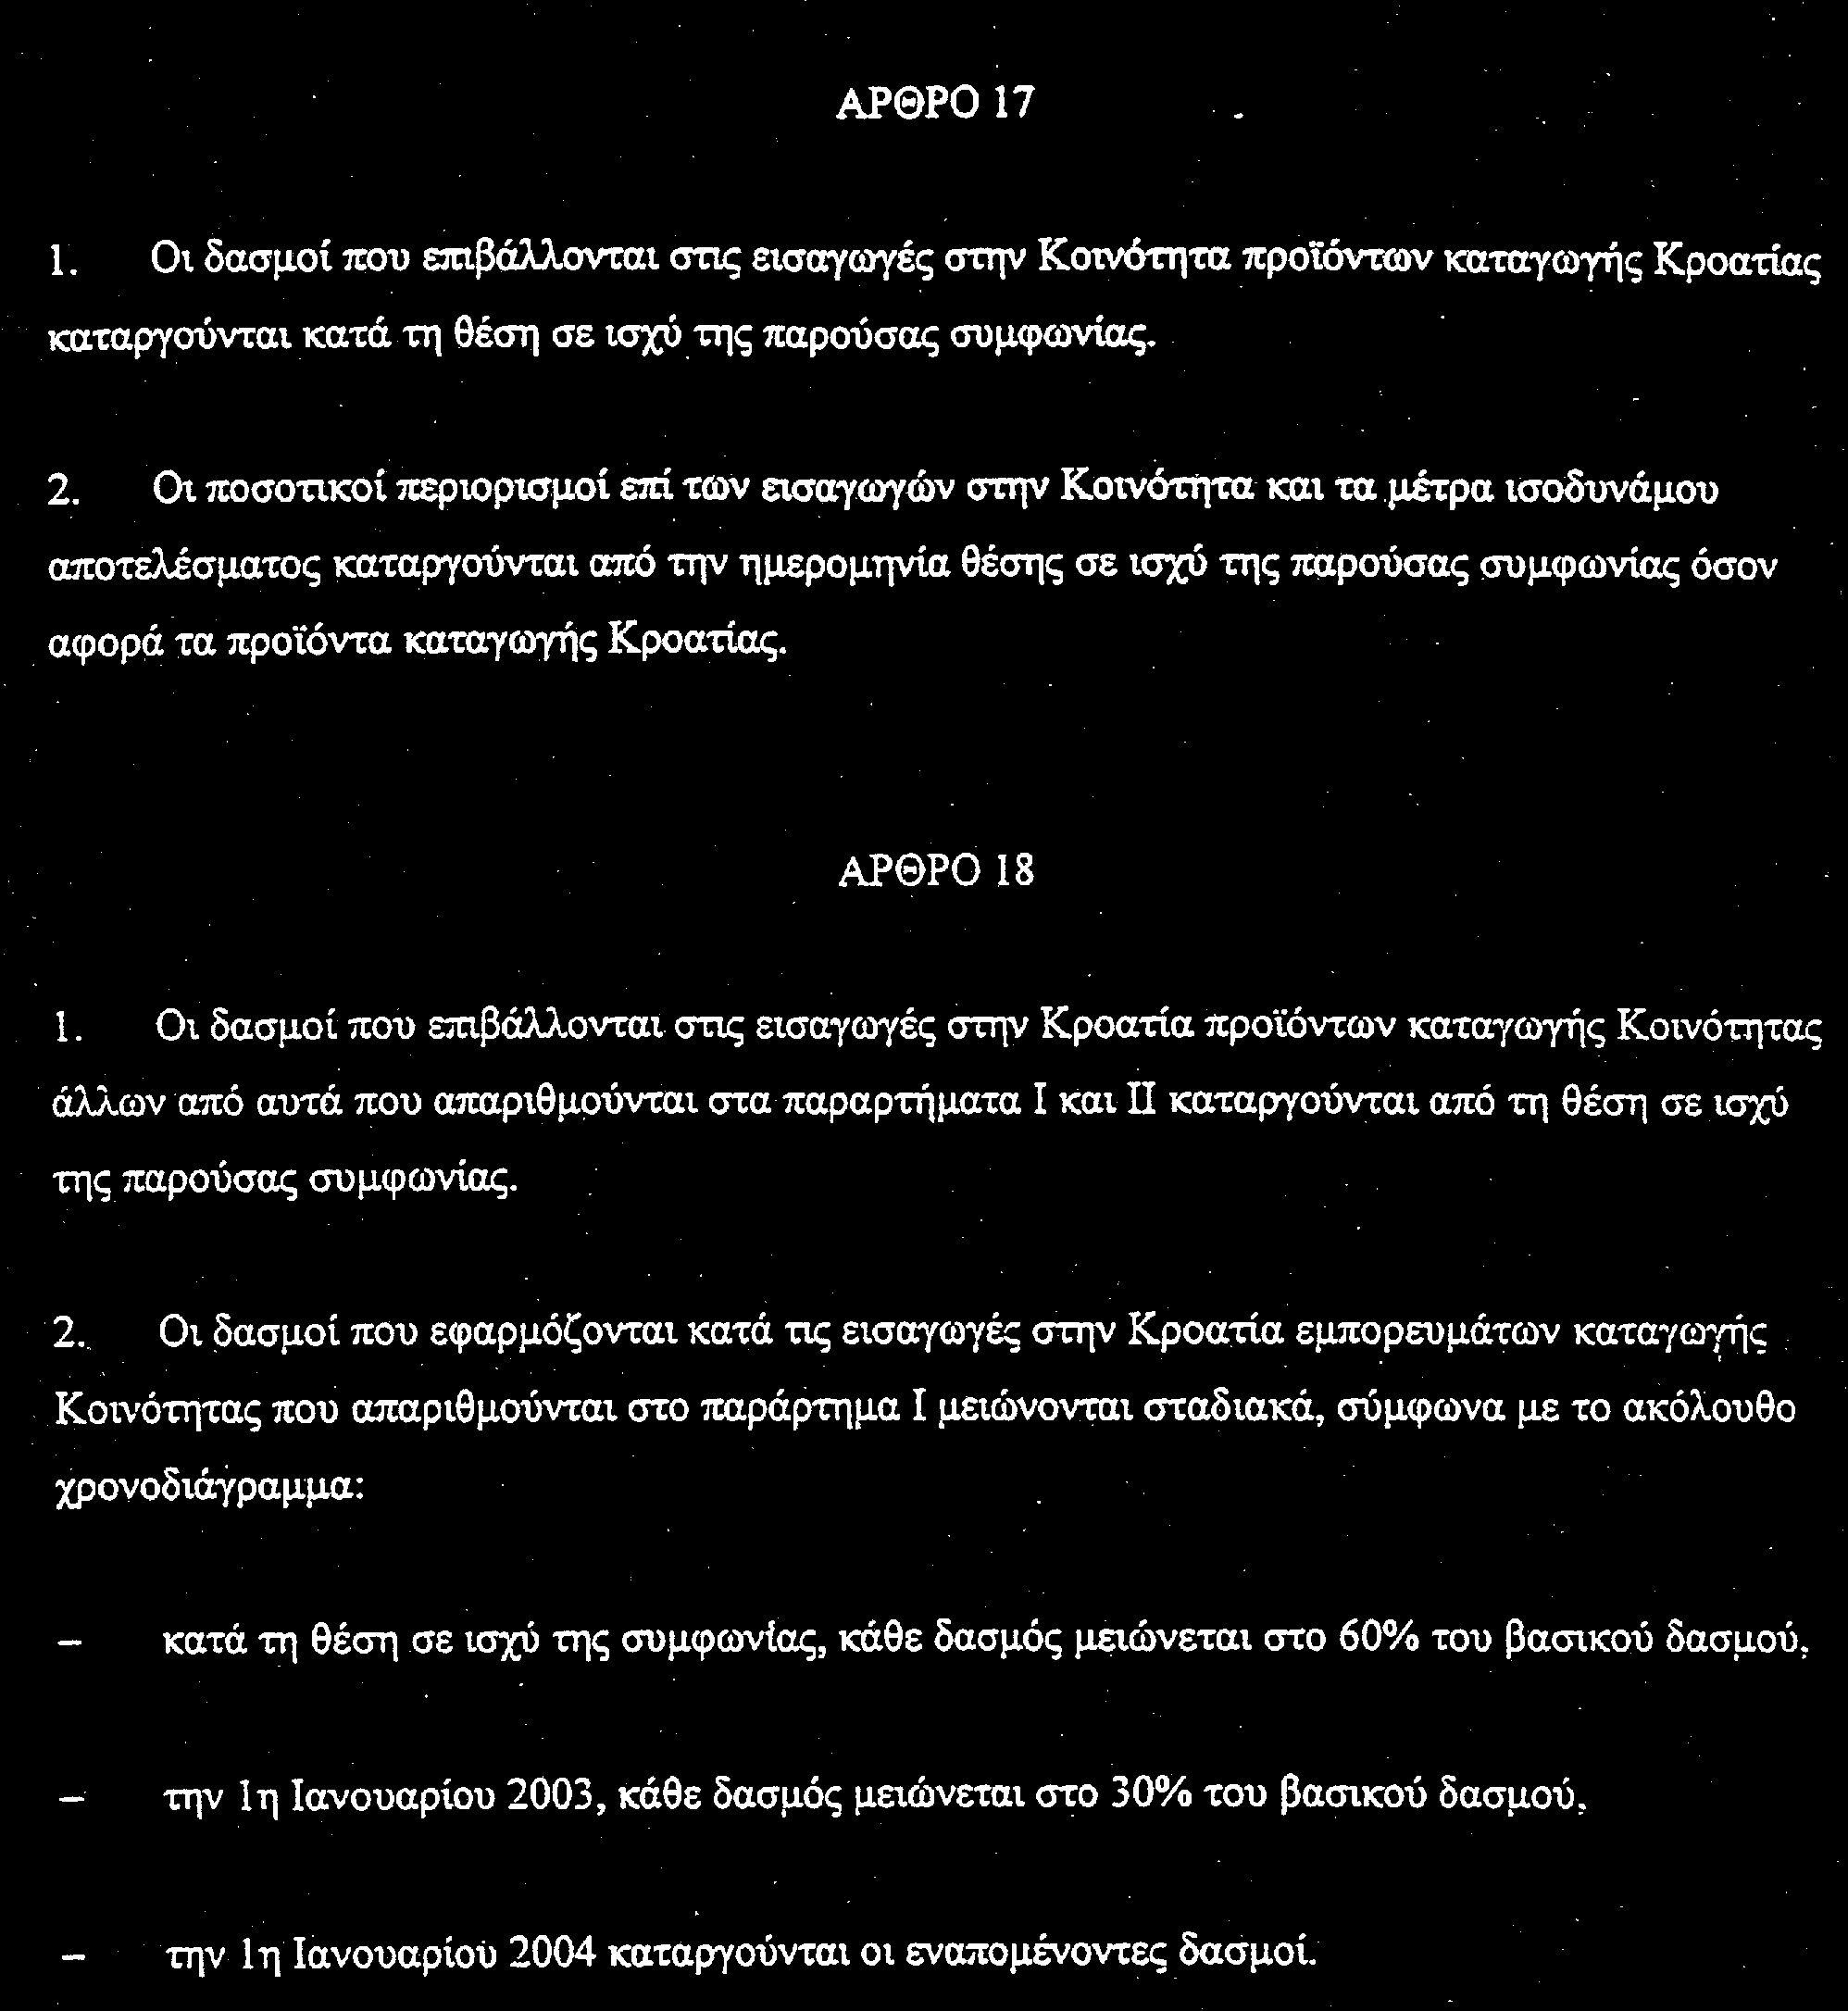 ΑΡΘΡΟ 17
1. Οι δασμοί που επιβάλλονται στις εισαγωγές στην Κοινότητα προϊόντων καταγωγής Κροατίας
καταργούνται κατά τη θέση σε ισχύ της παρούσας συμφωνίας.
2. Οι ποσοτικοί περιορισμοί επί των εισαγωγών στην Κοινότητα και τα μέτρα ισοδυνάμου
αποτελέσματος καταργούνται από την ημερομηνία θέσης σε ισχύ της παρούσας συμφωνίας όσον
αφορά τα προϊόντα καταγωγής Κροατίας.
ΑΡΘΡΟ 18
1. Οι δασμοί που επιβάλλονται στις εισαγωγές στην Κροατία προϊόντων καταγωγής Κοινότητας
άλλων από αυτά που απαριθμούνται στα παραρτήματα Ι και ΙΙ καταργούνται από τη θέση σε ισχύ
της παρούσας συμφωνίας.
2. Οι δασμοί που εφαρμόζονται κατά τις εισαγωγές στην Κροατία εμπορευμάτων καταγωγής
Κοινότητας που απαριθμούνται στο παράρτημα Ι μειώνονται σταδιακά, σύμφωνα με το ακόλουθο
χρονοδιάγραμμα:
– κατά τη θέση σε ισχύ της συμφωνίας, κάθε δασμός μειώνεται στο 60% του βασικού δασμού,
– την 1η Ιανουαρίου 2003, κάθε δασμός μειώνεται στο 30% του βασικού δασμού,
– την 1η Ιανουαρίου 2004 καταργούνται οι εναπομένοντες δασμοί.